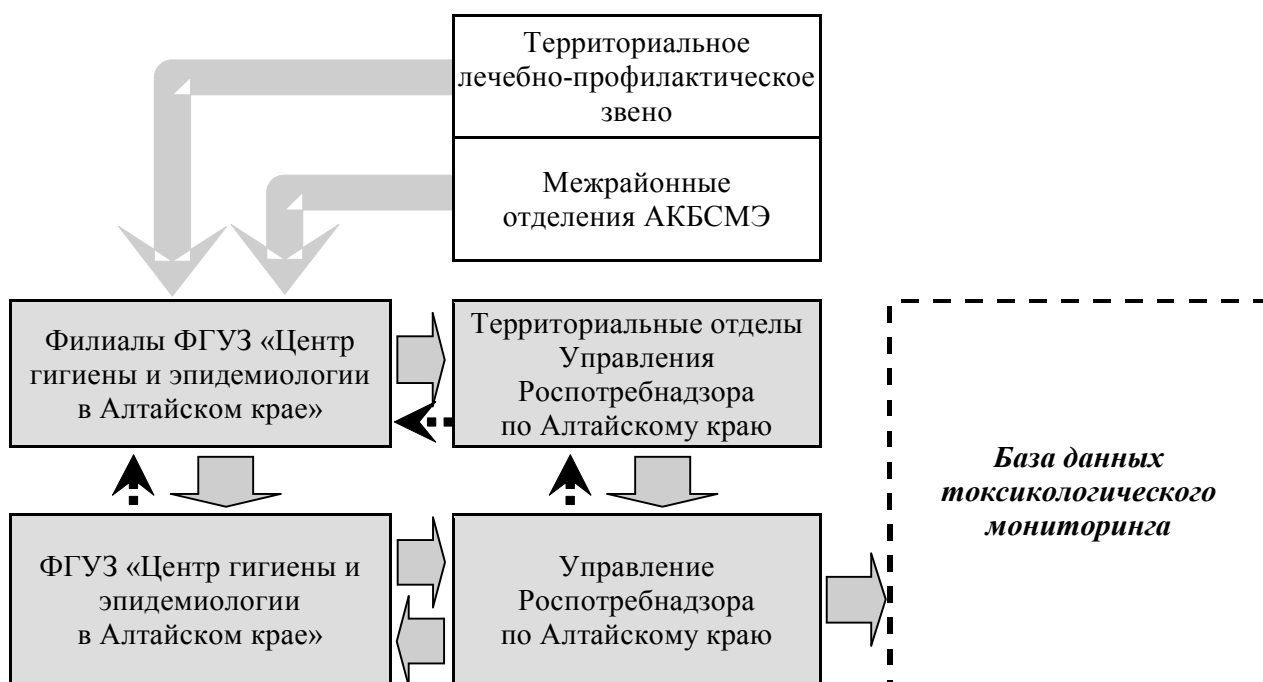 Территориальное
лечебно-профилактическое
звено
Межрайонные
отделения АКБСМЭ
Филиалы ФГУЗ «Центр
гигиены и эпидемиологии
в Алтайском крае»
Территориальные отделы
Управления
Роспотребнадзора
по Алтайскому краю
База данных
токсикологического
мониторинга
ФГУЗ «Центр гигиены и
эпидемиологии
в Алтайском крае»
Управление
Роспотребнадзора
по Алтайскому краю